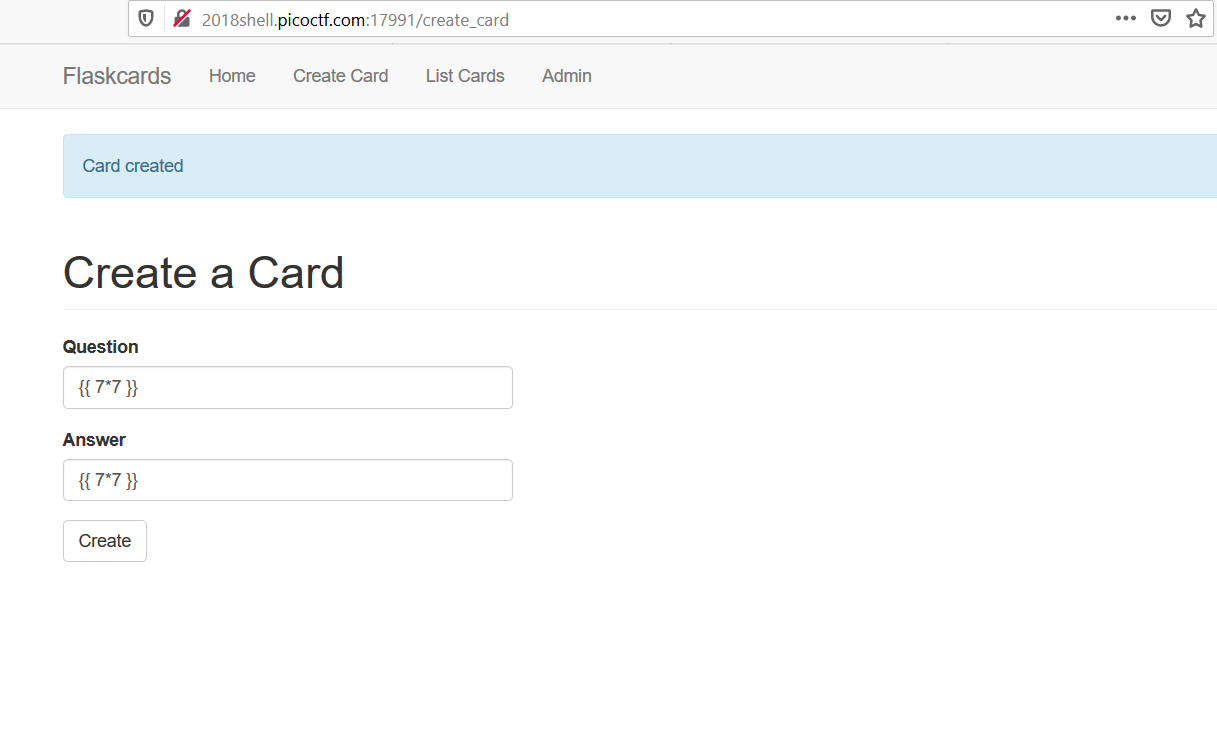 2018shell.picoctf.com:17991/create_card
Flaskcards Home Create Card List Cards Admin
Card created
Create a Card
Question
{{ 7*7 }}
Answer
{{ 7*7 }}
Create